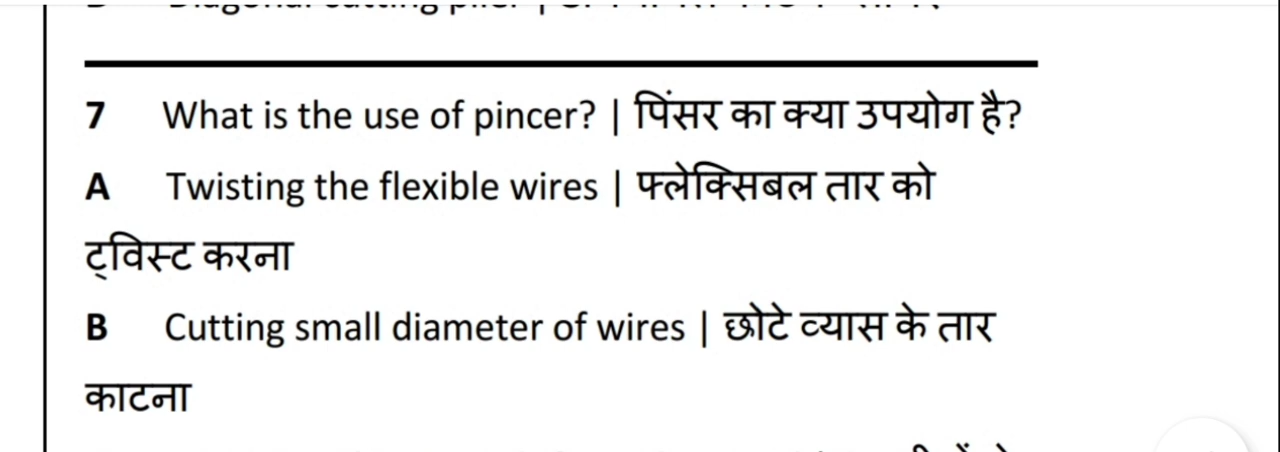 7 What is the use of pincer? | पिंसर का क्या उपयोग है?
A Twisting the flexible wires | फ्लेक्सिबल तार को
ट्विस्ट करना
B Cutting small diameter of wires | छोटे व्यास के तार
काटना